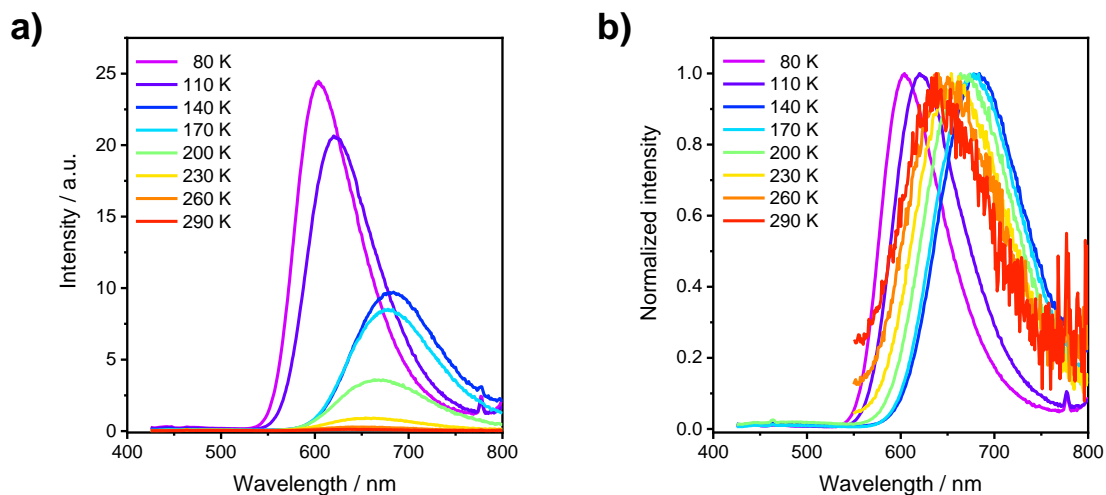 a)
80 K
110 K
140 K
170 K
200 K
230 K
260 K
290 K
Intensity / a.u.
25
20
15
10
5
0
400
500
600
700
800
Wavelength / nm
b)
80 K
110 K
140 K
170 K
200 K
230 K
260 K
290 K
Normalized intensity
1.0
0.8
0.6
0.4
0.2
0.0
400
500
600
700
800
Wavelength / nm